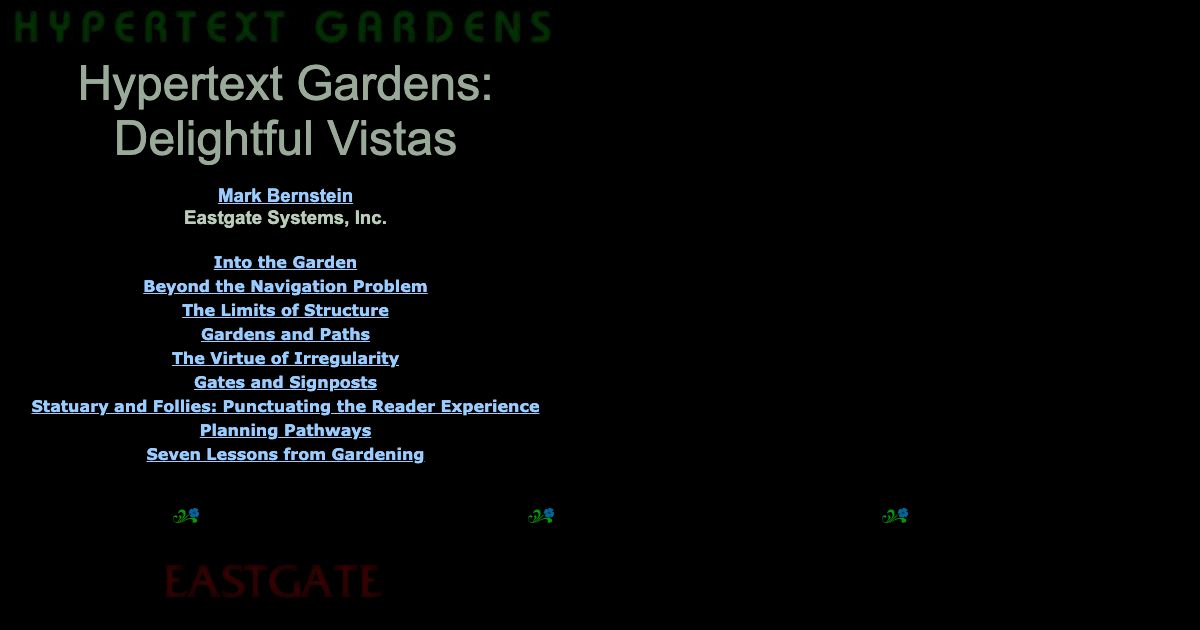 HYPERTEXT GARDENS
Hypertext Gardens:
Delightful Vistas
Mark Bernstein
Eastgate Systems, Inc.
Into the Garden
Beyond the Navigation Problem
The Limits of Structure
Gardens and Paths
The Virtue of Irregularity
Gates and Signposts
Statuary and Follies: Punctuating the Reader Experience
Planning Pathways
Seven Lessons from Gardening
EASTGATE